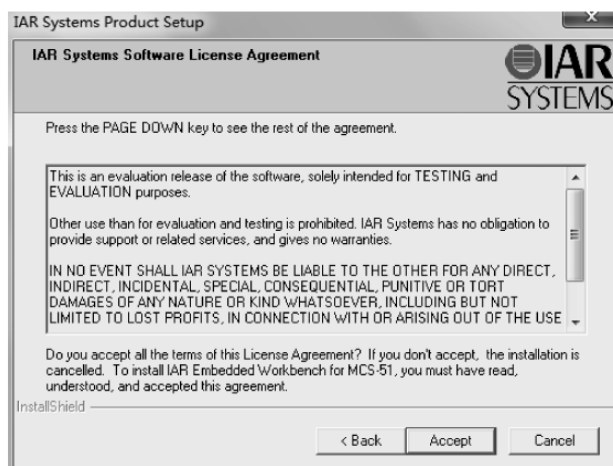 IAR Systems Product Setup
IAR Systems Software License Agreement
IAR
SYSTEMS
Press the PAGE DOWN key to see the rest of the agreement.
This is an evaluation release of the software, solely intended for TESTING and
EVALUATION purposes.
Other use than for evaluation and testing is prohibited. IAR Systems has no obligation to
provide support or related services, and gives no warranties.
IN NO EVENT SHALL IAR SYSTEMS BE LIABLE TO THE OTHER FOR ANY DIRECT,
INDIRECT, INCIDENTAL, SPECIAL, CONSEQUENTIAL, PUNITIVE OR TORT
DAMAGES OF ANY NATURE OR KIND WHATSOEVER, INCLUDING BUT NOT
LIMITED TO LOST PROFITS, IN CONNECTION WITH OR ARISING OUT OF THE USE
Do you accept all the terms of this License Agreement? If you don't accept, the installation is
cancelled. To install IAR Embedded Workbench for MCS-51, you must have read,
understood, and accepted this agreement.
InstallShield
< Back Accept Cancel